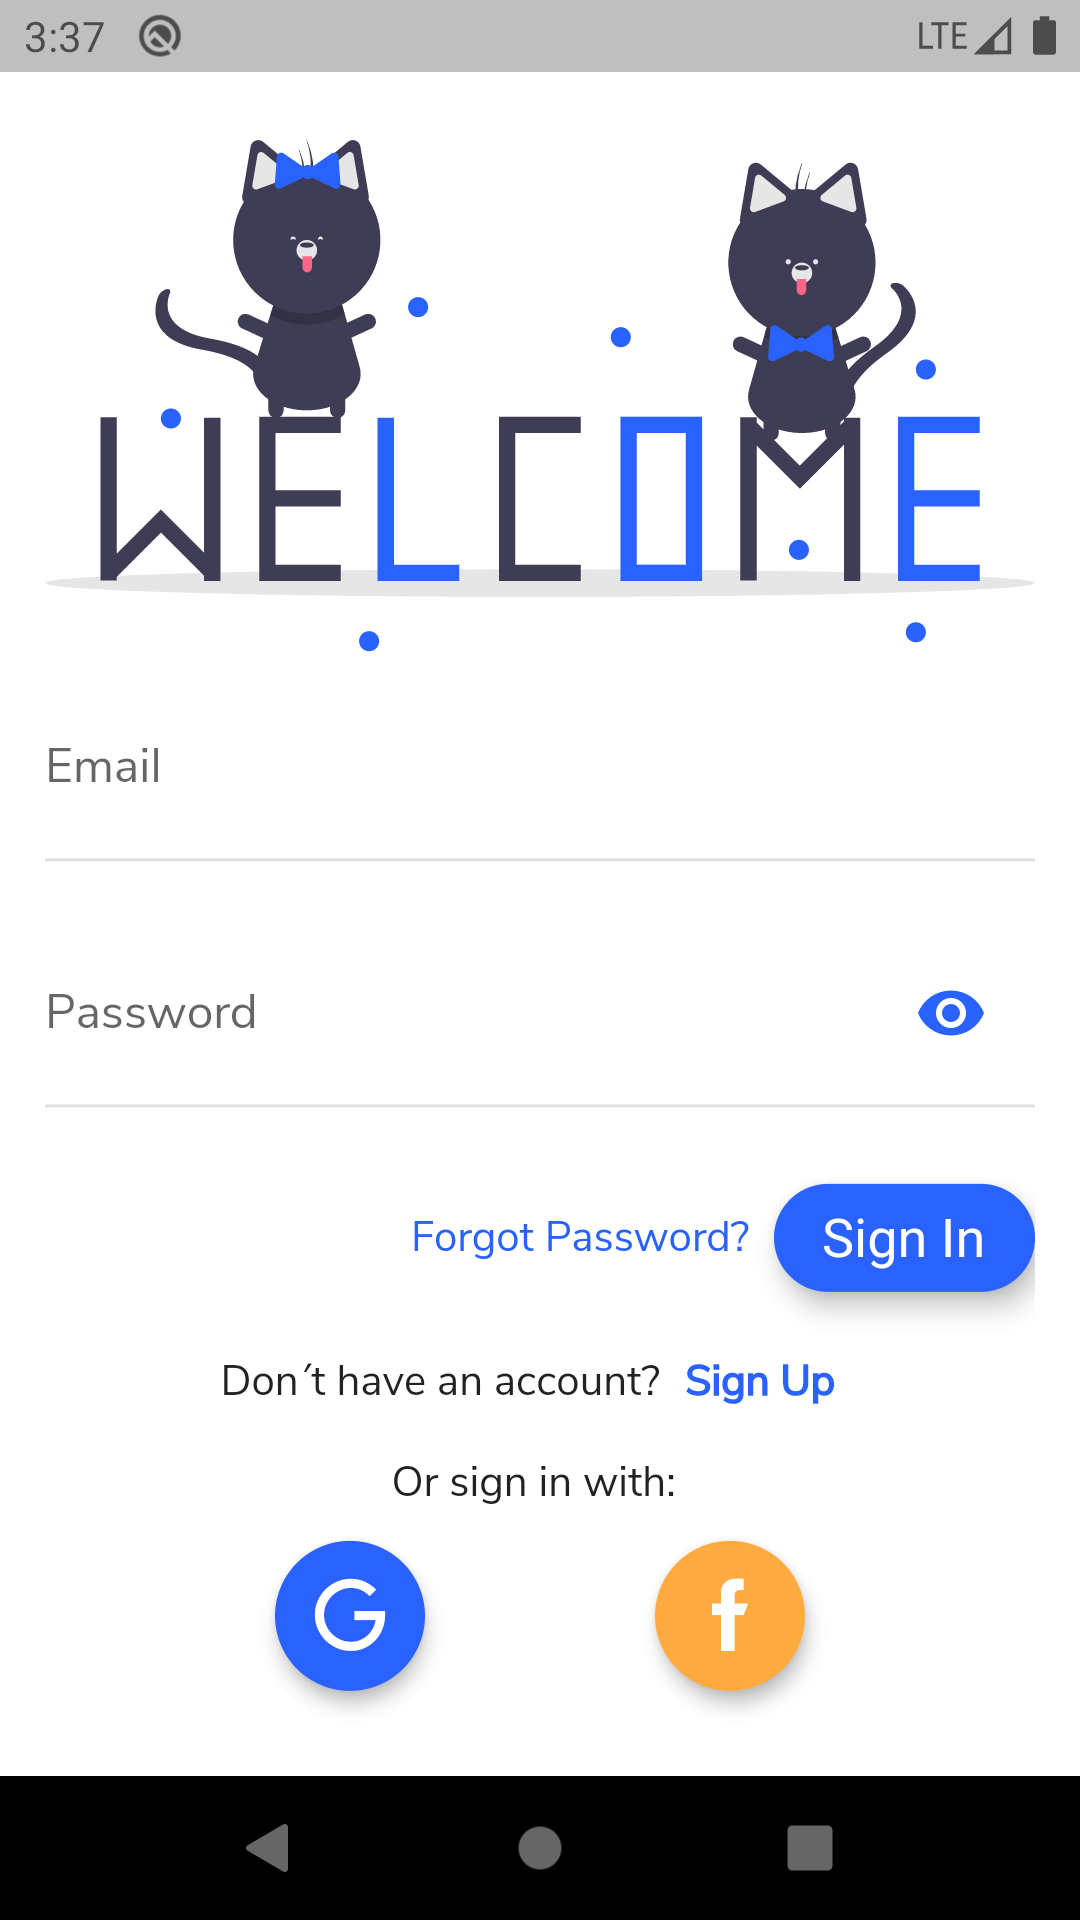 3:37 LTE
WELCOME
Email
Password
Forgot Password? Sign In
Don´t have an account? Sign Up
Or sign in with:
G f